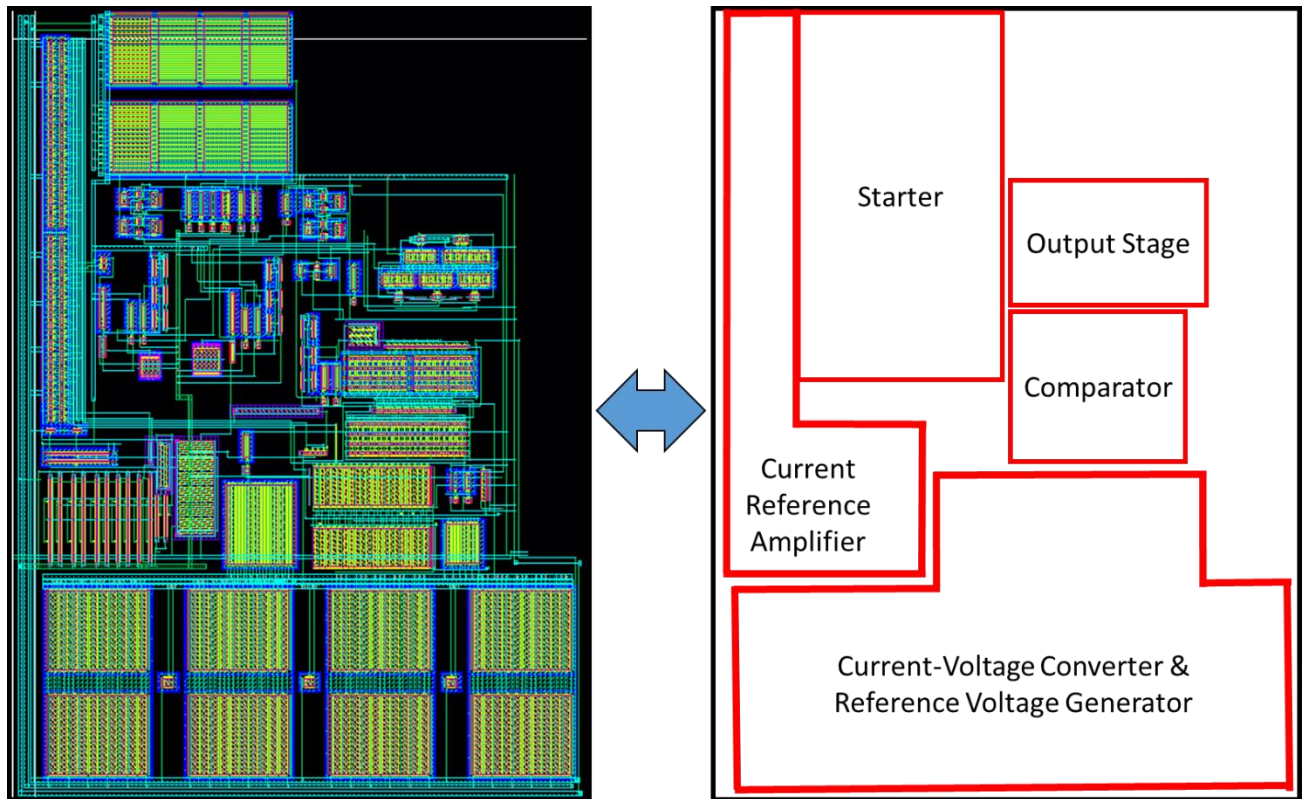 Starter
Output Stage
Comparator
Current
Reference
Amplifier
Current-Voltage Converter &
Reference Voltage Generator